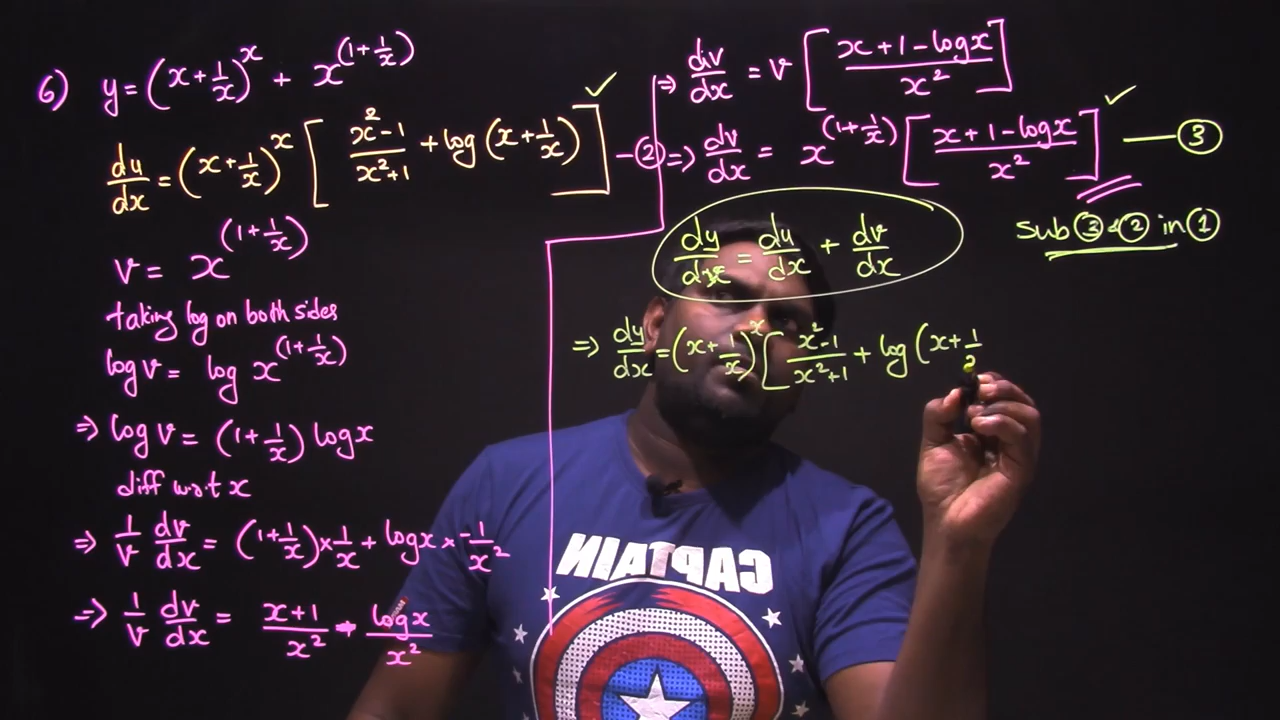 6) y = (x + 1/x)^x + x^(1 + 1/x)
du/dx = (x + 1/x)^x [ (x² - 1)/(x² + 1) + log (x + 1/x) ] ✓ — ②
v = x^(1 + 1/x)
taking log on both sides
log v = log x^(1 + 1/x)
⇒ log v = (1 + 1/x) log x
diff w.r.t x
⇒ 1/v dv/dx = (1 + 1/x) × 1/x + log x × -1/x²
⇒ 1/v dv/dx = (x + 1)/x² - log x/x²
⇒ dv/dx = v [ (x + 1 - log x)/x² ]
⇒ dv/dx = x^(1 + 1/x) [ (x + 1 - log x)/x² ] ✓ — ③
sub ③ & ② in ①
dy/dx = du/dx + dv/dx
⇒ dy/dx = (x + 1/x)^x [ (x² - 1)/(x² + 1) + log (x + 1/
CAPTAIN